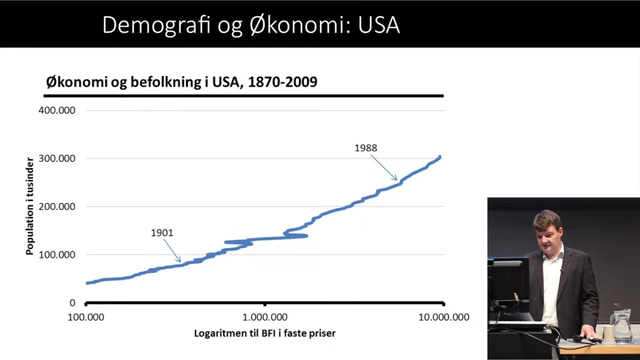 Demografi og Økonomi: USA
Økonomi og befolkning i USA, 1870-2009
400.000
300.000
200.000
100.000
0
Population i tusinder
1988
1901
100.000
1.000.000
10.000.000
Logaritmen til BFI i faste priser